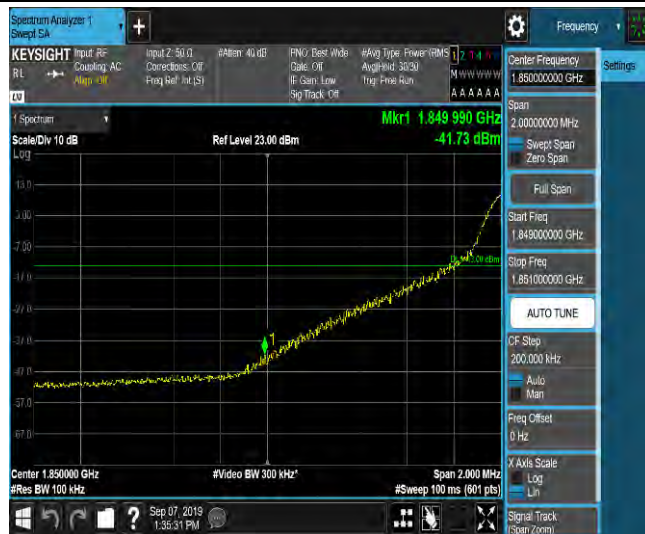 Spectrum Analyzer 1
Swept SA
Frequency
KEYSIGHT
RL
Input: RF
Coupling: AC
Align: Off
Input Z: 50 Ω
Corrections: Off
Freq Ref: Int (S)
#Atten: 40 dB
PNO: Best Wide
Gate: Off
IF Gain: Low
Sig Track: Off
#Avg Type: Power (RMS
Avg|Hold: 30/30
Trig: Free Run
1 2 3 4 5 6
M W W W W W
A A A A A A
1 Spectrum
Scale/Div 10 dB
Log
Ref Level 23.00 dBm
Mkr1 1.849 990 GHz
-41.73 dBm
13.0
3.00
-7.00
-17.0
-27.0
-37.0
-47.0
-57.0
-67.0
1
Center 1.850000 GHz
#Res BW 100 kHz
#Video BW 300 kHz*
Span 2.000 MHz
#Sweep 100 ms (601 pts)
Sep 07, 2019
1:35:31 PM
?
Center Frequency
1.850000000 GHz
Settings
Span
2.00000000 MHz
Swept Span
Zero Span
Full Span
Start Freq
1.849000000 GHz
Stop Freq
1.851000000 GHz
AUTO TUNE
CF Step
200.000 kHz
Auto
Man
Freq Offset
0 Hz
X Axis Scale
Log
Lin
Signal Track
(Span Zoom)